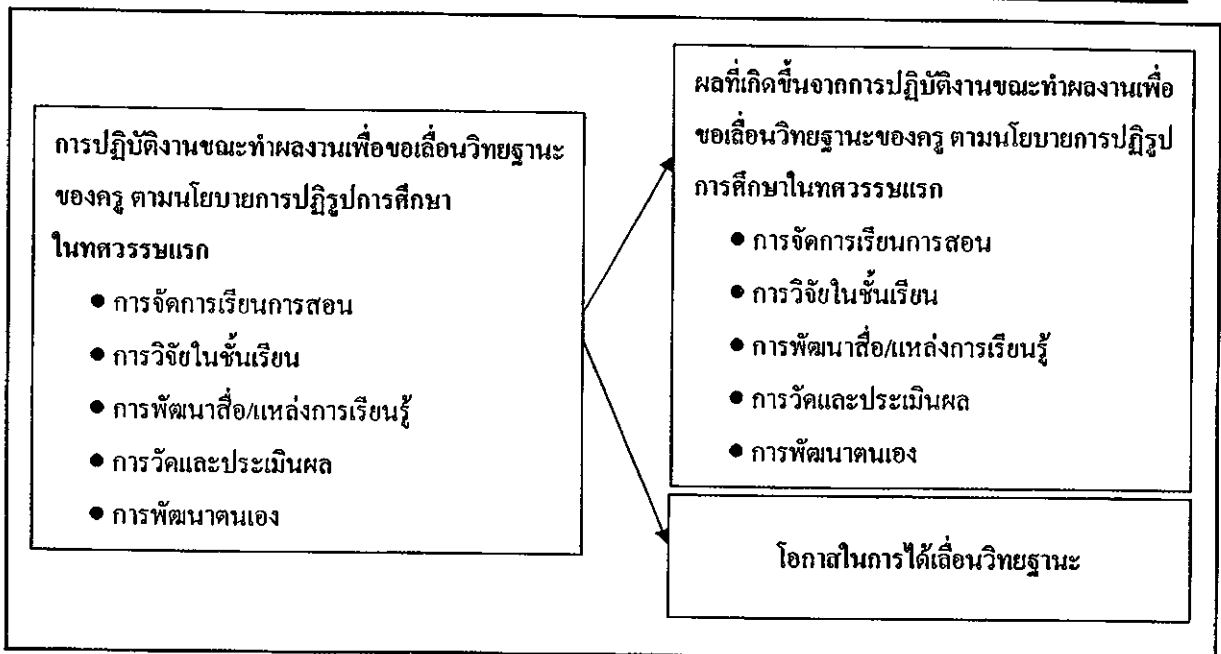 การปฏิบัติงานขณะทำผลงานเพื่อขอเลื่อนวิทยฐานะ
ของครู ตามนโยบายการปฏิรูปการศึกษา
ในทศวรรษแรก
● การจัดการเรียนการสอน
● การวิจัยในชั้นเรียน
● การพัฒนาสื่อ/แหล่งการเรียนรู้
● การวัดและประเมินผล
● การพัฒนาตนเอง
ผลที่เกิดขึ้นจากการปฏิบัติงานขณะทำผลงานเพื่อ
ขอเลื่อนวิทยฐานะของครู ตามนโยบายการปฏิรูป
การศึกษาในทศวรรษแรก
● การจัดการเรียนการสอน
● การวิจัยในชั้นเรียน
● การพัฒนาสื่อ/แหล่งการเรียนรู้
● การวัดและประเมินผล
● การพัฒนาตนเอง
โอกาสในการได้เลื่อนวิทยฐานะ